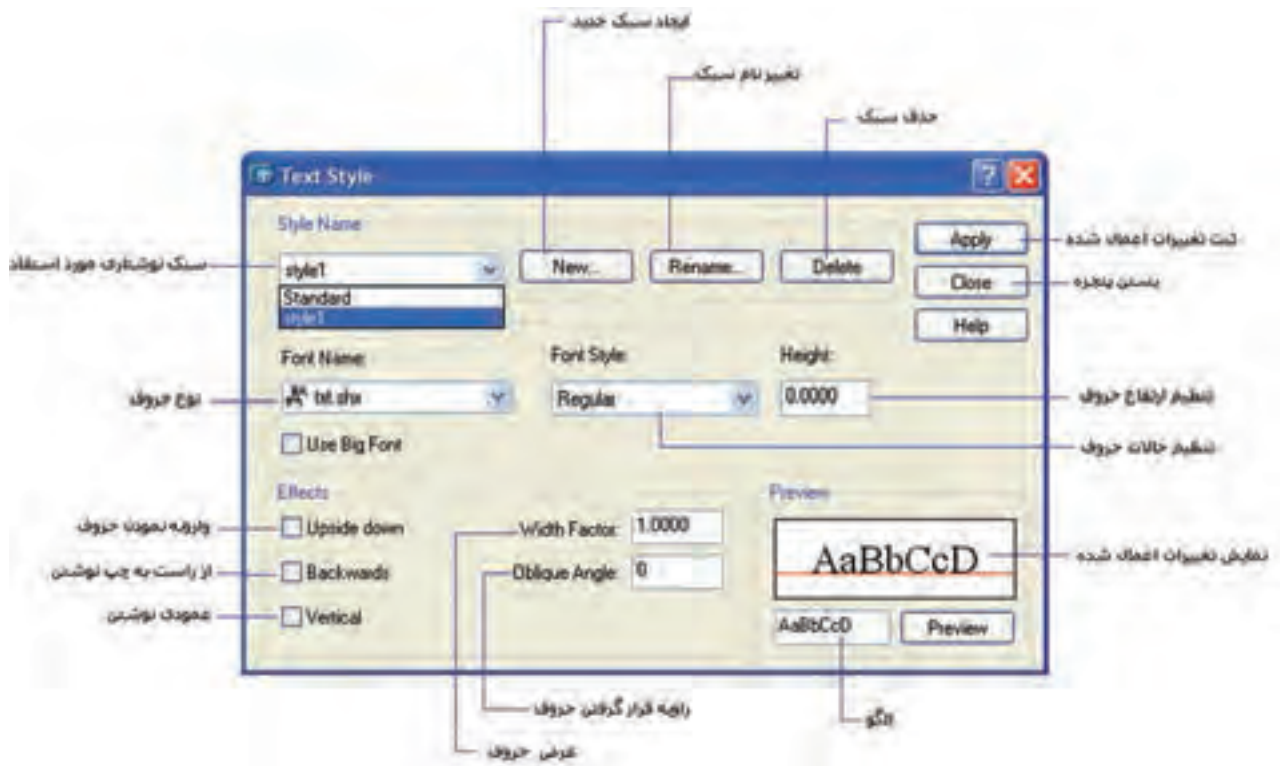 ایجاد سبک جدید
تغییر نام سبک
حذف سبک
Text Style
Style Name
Apply
ثبت تغییرات اعمال شده
سبک نوشتاری مورد استفاد
style1
New...
Rename...
Delete
Close
بستن پنجره
Standard
style1
Help
Font Name:
Font Style:
Height:
نوع حروف
txt.shx
Regular
0.0000
تنظیم ارتفاع حروف
Use Big Font
تنظیم حالات حروف
Effects
Preview
وارونه نمودن حروف
Upside down
Width Factor:
1.0000
AaBbCcD
نمایش تغییرات اعمال شده
از راست به چپ نوشتن
Backwards
Oblique Angle:
0
عمودی نوشتن
Vertical
AaBbCcD
Preview
زاویه قرار گرفتن حروف
الگو
عرض حروف